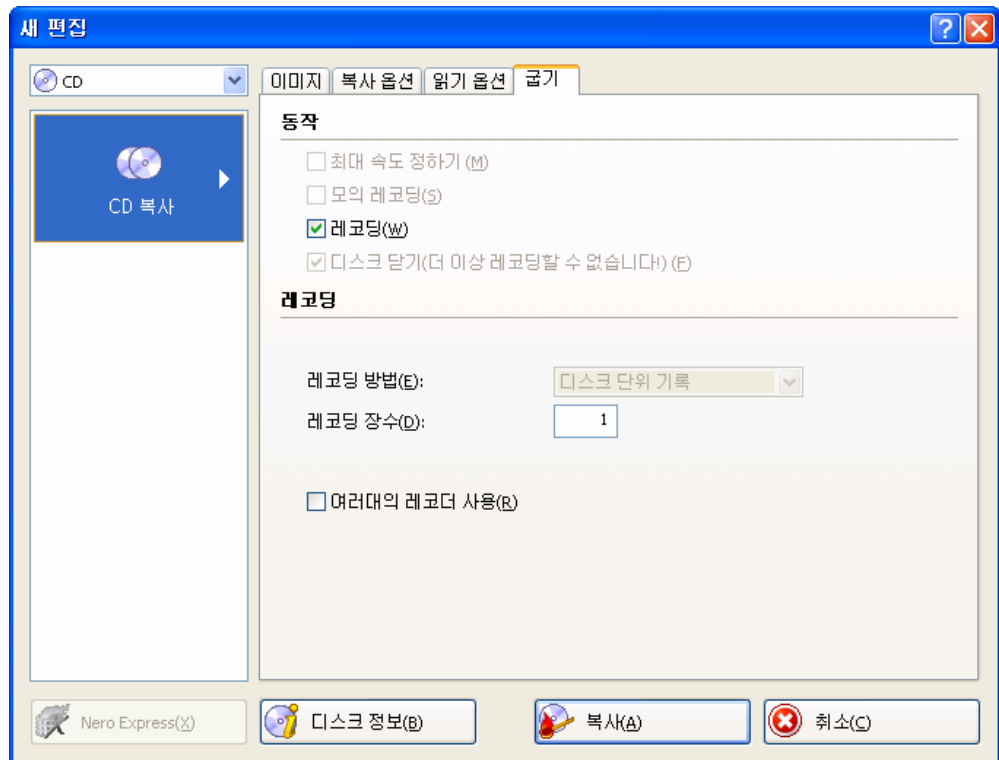 새 편집
CD
이미지 복사 옵션 읽기 옵션 굽기
CD 복사
동작
최대 속도 정하기 (M)
모의 레코딩(S)
레코딩(W)
디스크 닫기(더 이상 레코딩할 수 없습니다!) (F)
레코딩
레코딩 방법(E): 디스크 단위 기록
레코딩 장수(D): 1
여러대의 레코더 사용(R)
Nero Express(X) 디스크 정보(B) 복사(A) 취소(C)